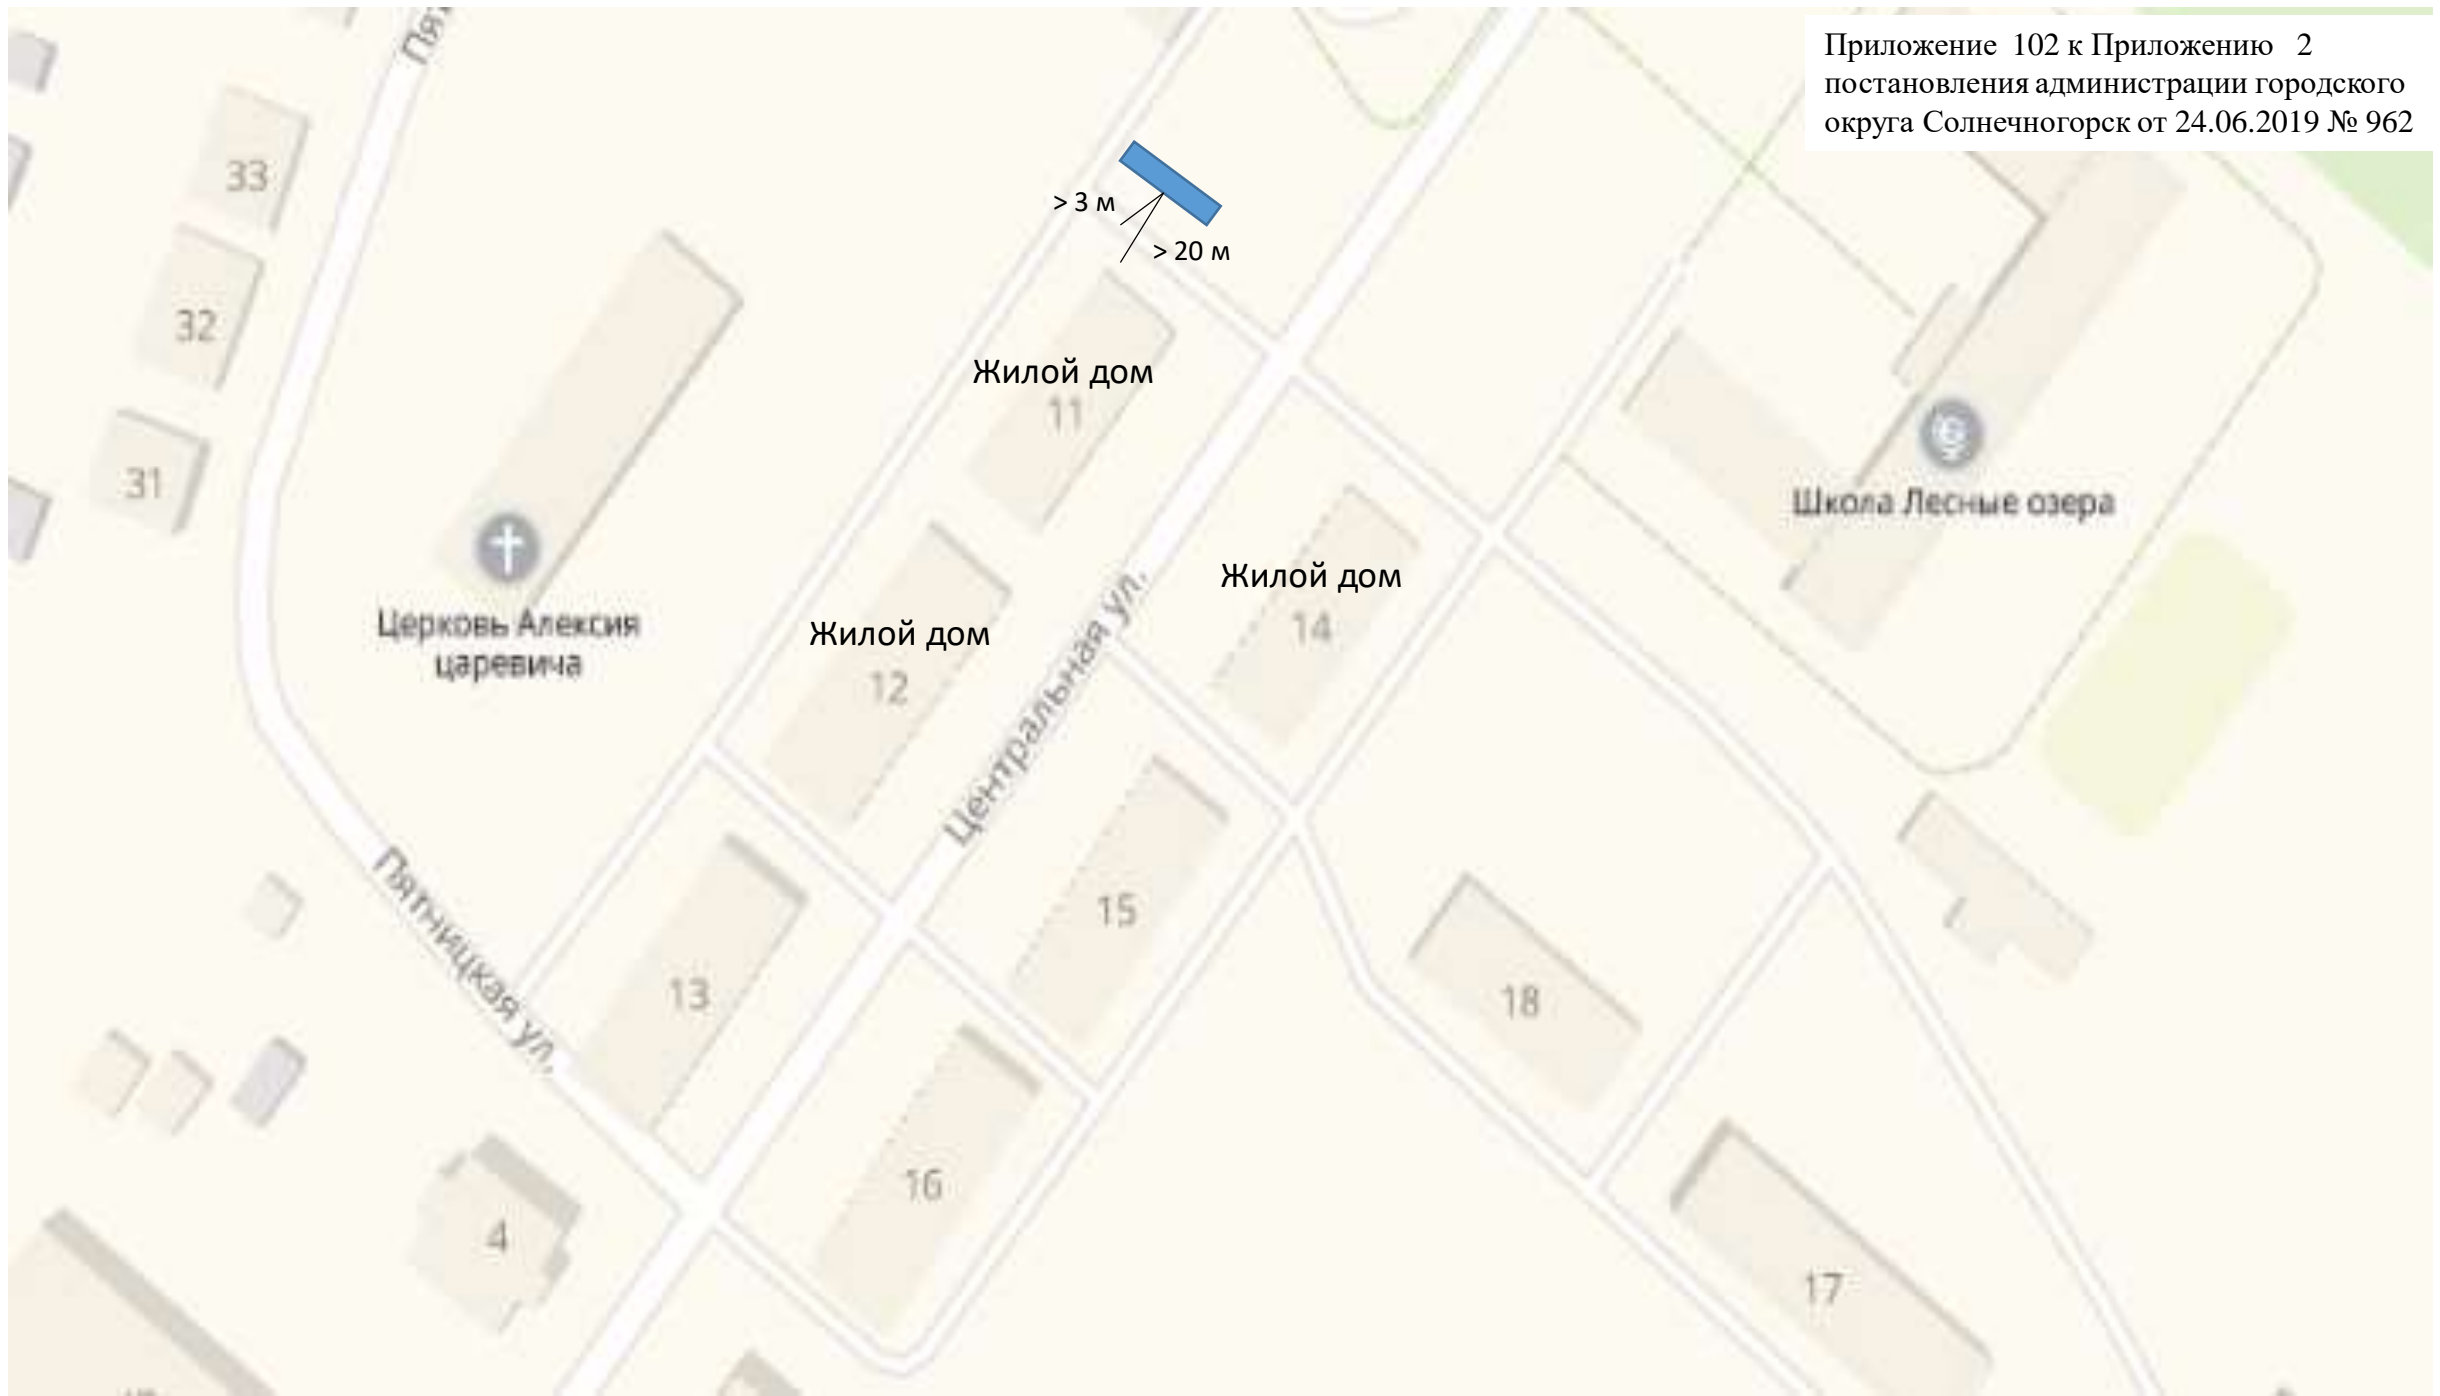 Приложение 102 к Приложению 2
постановления администрации городского
округа Солнечногорск от 24.06.2019 № 962
33
> 3 м
> 20 м
32
Жилой дом
11
31
Школа Лесные озера
Жилой дом
14
Церковь Алексия
царевича
Жилой дом
12
Центральная ул.
15
Пятницкая ул.
13
18
16
4
17